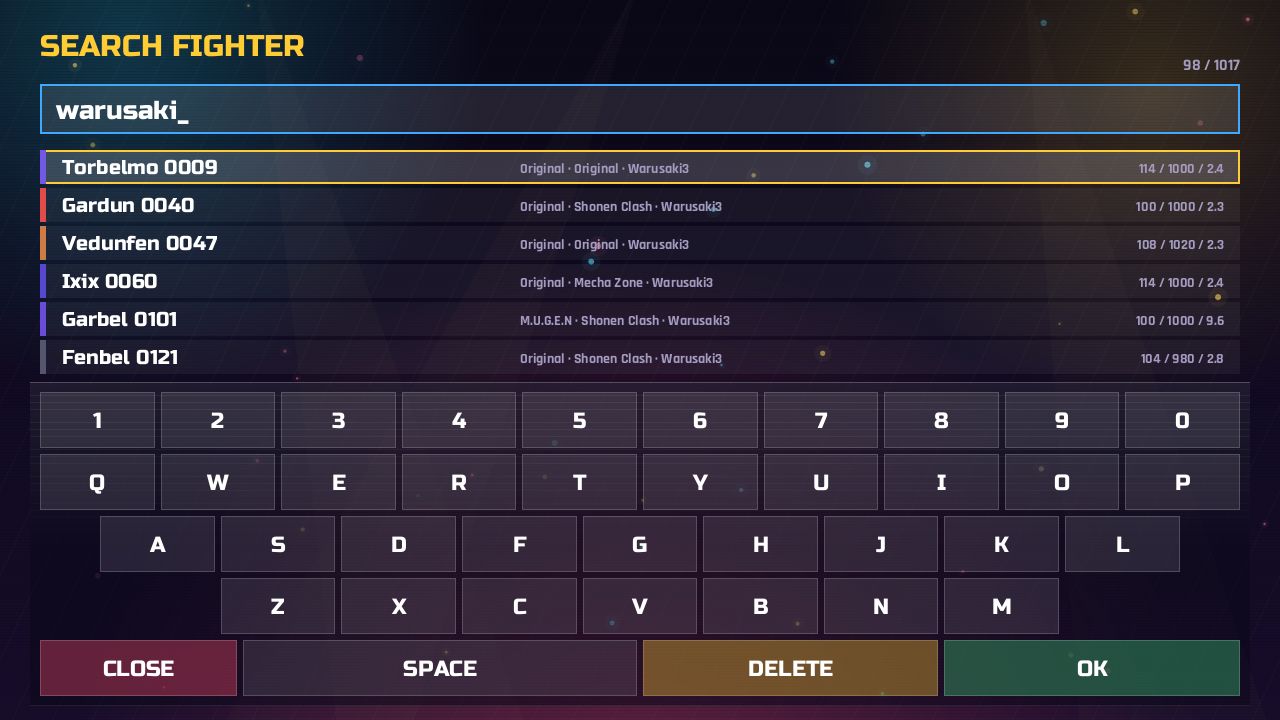 SEARCH FIGHTER
98 / 1017
warusaki_
Torbelmo 0009 Original · Original · Warusaki3 114 / 1000 / 2.4
Gardun 0040 Original · Shonen Clash · Warusaki3 100 / 1000 / 2.3
Vedunfen 0047 Original · Original · Warusaki3 108 / 1020 / 2.3
Ixix 0060 Original · Mecha Zone · Warusaki3 114 / 1000 / 2.4
Garbel 0101 M.U.G.E.N · Shonen Clash · Warusaki3 100 / 1000 / 9.6
Fenbel 0121 Original · Shonen Clash · Warusaki3 104 / 980 / 2.8
1 2 3 4 5 6 7 8 9 0
Q W E R T Y U I O P
A S D F G H J K L
Z X C V B N M
CLOSE SPACE DELETE OK